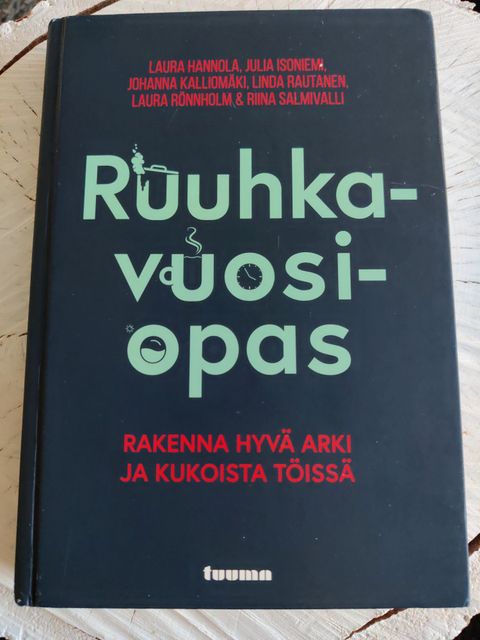 LAURA HANNOLA, JULIA ISONIEMI,
JOHANNA KALLIOMÄKI, LINDA RAUTANEN,
LAURA RÖNNHOLM & RIINA SALMIVALLI
Ruuhka-
vuosi-
opas
RAKENNA HYVÄ ARKI
JA KUKOISTA TÖISSÄ
tuuma